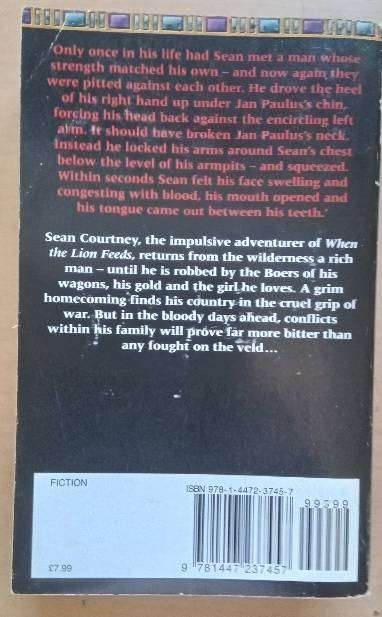 'Only once in his life had Sean met a man whose
strength matched his own – and now again they
were pitted against each other. He drove the heel
of his right hand up under Jan Paulus's chin,
forcing his head back against the encircling left
arm. It should have broken Jan Paulus's neck.
Instead he locked his arms around Sean's chest
below the level of his armpits – and squeezed.
Within seconds Sean felt his face swelling and
congesting with blood, his mouth opened and
his tongue came out between his teeth.'
Sean Courtney, the impulsive adventurer of When
the Lion Feeds, returns from the wilderness a rich
man – until he is robbed by the Boers of his
wagons, his gold and the girl he loves. A grim
homecoming finds his country in the cruel grip of
war. But in the bloody days ahead, conflicts
within his family will prove far more bitter than
any fought on the veld...
FICTION
ISBN 978-1-4472-3745-7
99999
£7.99
9 781447 237457